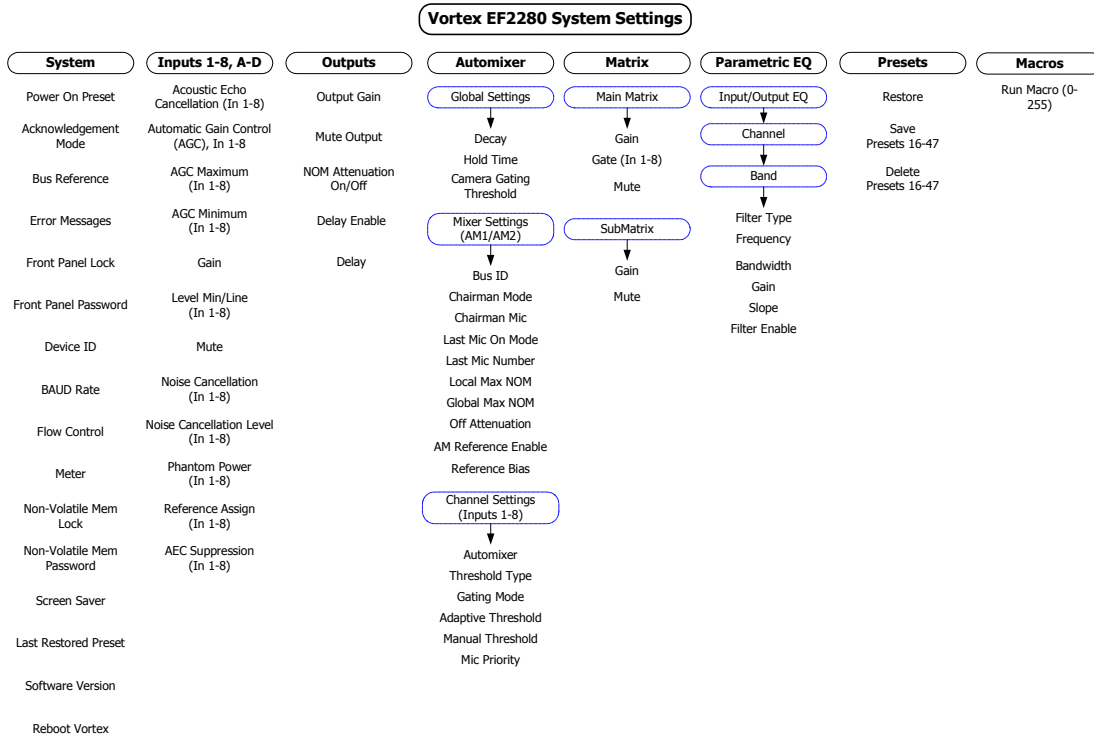 Vortex EF2280 System Settings
System
Power On Preset
Acknowledgement
Mode
Bus Reference
Error Messages
Front Panel Lock
Front Panel Password
Device ID
BAUD Rate
Flow Control
Meter
Non-Volatile Mem
Lock
Non-Volatile Mem
Password
Screen Saver
Last Restored Preset
Software Version
Reboot Vortex
Inputs 1-8, A-D
Acoustic Echo
Cancellation (In 1-8)
Automatic Gain Control
(AGC), In 1-8
AGC Maximum
(In 1-8)
AGC Minimum
(In 1-8)
Gain
Level Min/Line
(In 1-8)
Mute
Noise Cancellation
(In 1-8)
Noise Cancellation Level
(In 1-8)
Phantom Power
(In 1-8)
Reference Assign
(In 1-8)
AEC Suppression
(In 1-8)
Outputs
Output Gain
Mute Output
NOM Attenuation
On/Off
Delay Enable
Delay
Automixer
Global Settings
Decay
Hold Time
Camera Gating
Threshold
Mixer Settings
(AM1/AM2)
Bus ID
Chairman Mode
Chairman Mic
Last Mic On Mode
Last Mic Number
Local Max NOM
Global Max NOM
Off Attenuation
AM Reference Enable
Reference Bias
Channel Settings
(Inputs 1-8)
Automixer
Threshold Type
Gating Mode
Adaptive Threshold
Manual Threshold
Mic Priority
Matrix
Main Matrix
Gain
Gate (In 1-8)
Mute
SubMatrix
Gain
Mute
Parametric EQ
Input/Output EQ
Channel
Band
Filter Type
Frequency
Bandwidth
Gain
Slope
Filter Enable
Presets
Restore
Save
Presets 16-47
Delete
Presets 16-47
Macros
Run Macro (0-
255)